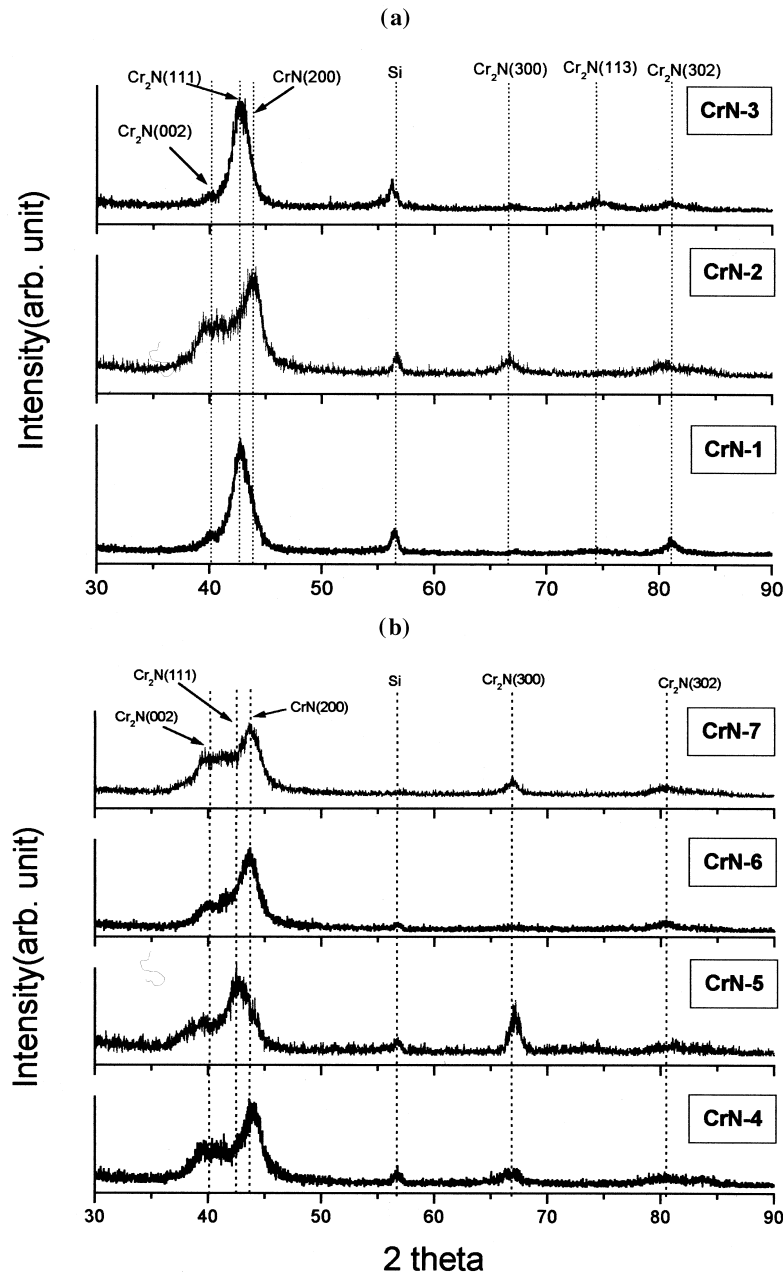 (a)
Cr₂N(111)
CrN(200)
Si
Cr₂N(300)
Cr₂N(113)
Cr₂N(302)
Cr₂N(002)
CrN-3
CrN-2
CrN-1
Intensity(arb. unit)
30 40 50 60 70 80 90
(b)
Cr₂N(111)
Cr₂N(002)
CrN(200)
Si
Cr₂N(300)
Cr₂N(302)
CrN-7
CrN-6
CrN-5
CrN-4
Intensity(arb. unit)
30 40 50 60 70 80 90
2 theta